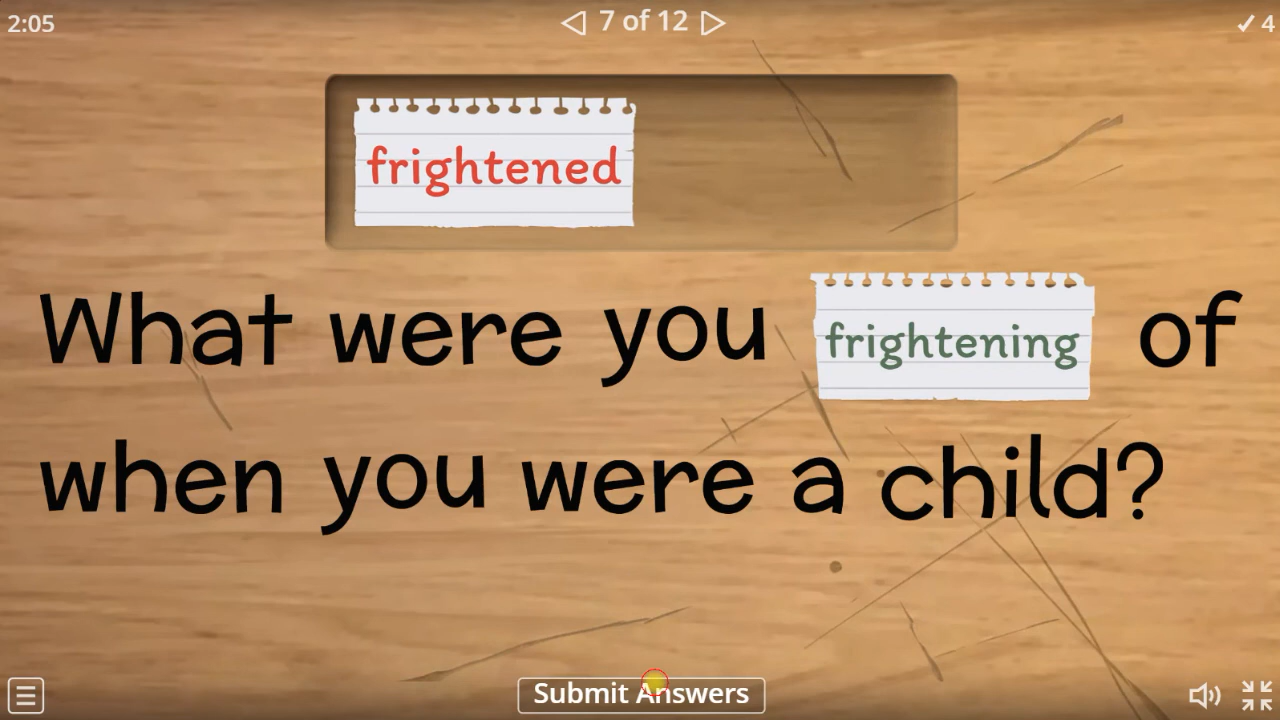 2:05
7 of 12
✓ 4
frightened
What were you frightening of
when you were a child?
Submit Answers